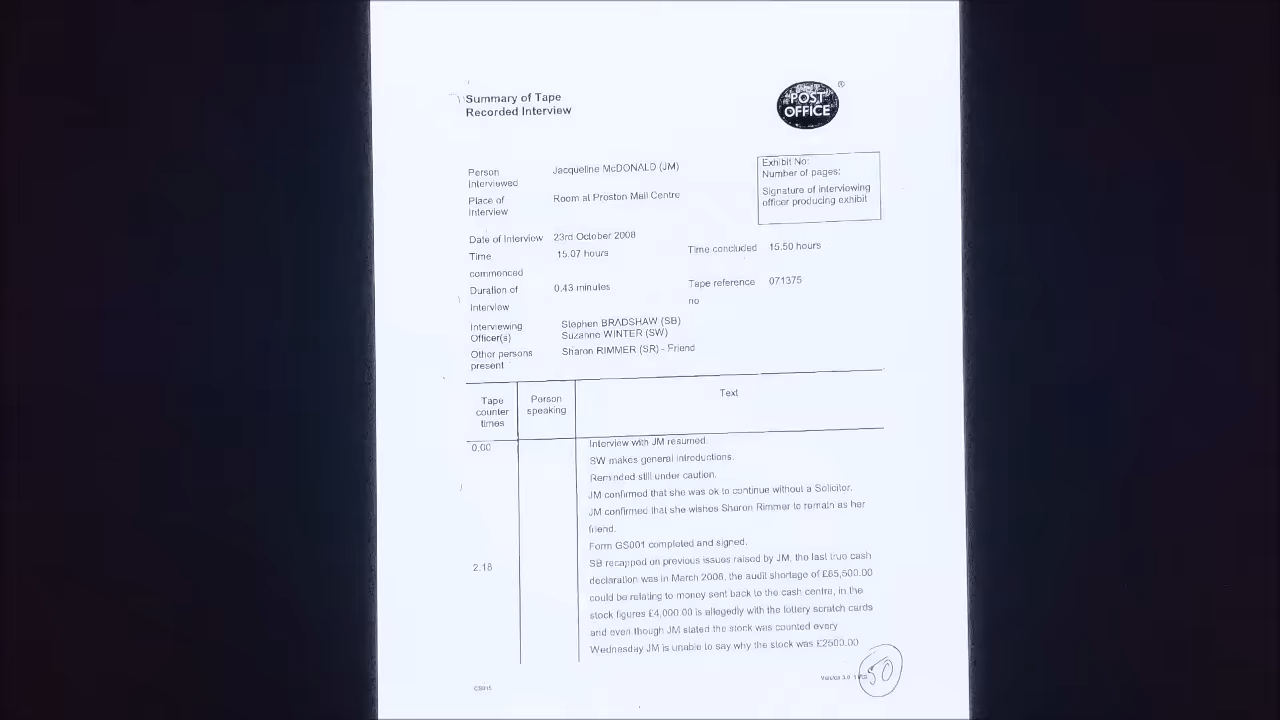 Summary of Tape
Recorded Interview
POST OFFICE ®
Person Interviewed Jacqueline McDONALD (JM)
Exhibit No:
Number of pages:
Signature of interviewing
officer producing exhibit
Place of Interview Room at Preston Mail Centre
Date of Interview 23rd October 2008
Time commenced 15.07 hours Time concluded 15.50 hours
Duration of Interview 0.43 minutes Tape reference no 071375
Interviewing Officer(s) Stephen BRADSHAW (SB)
Suzanne WINTER (SW)
Other persons present Sharon RIMMER (SR) - Friend
Tape counter times Person speaking Text
0.00 Interview with JM resumed.
SW makes general introductions.
Reminded still under caution.
JM confirmed that she was ok to continue without a Solicitor.
JM confirmed that she wishes Sharon Rimmer to remain as her
friend.
Form GS001 completed and signed.
2.18 SB recapped on previous issues raised by JM, the last true cash
declaration was in March 2008, the audit shortage of £65,500.00
could be relating to money sent back to the cash centre, in the
stock figures £4,000.00 is allegedly with the lottery scratch cards
and even though JM stated the stock was counted every
Wednesday JM is unable to say why the stock was £2500.00
CS015 Version 3.0
50